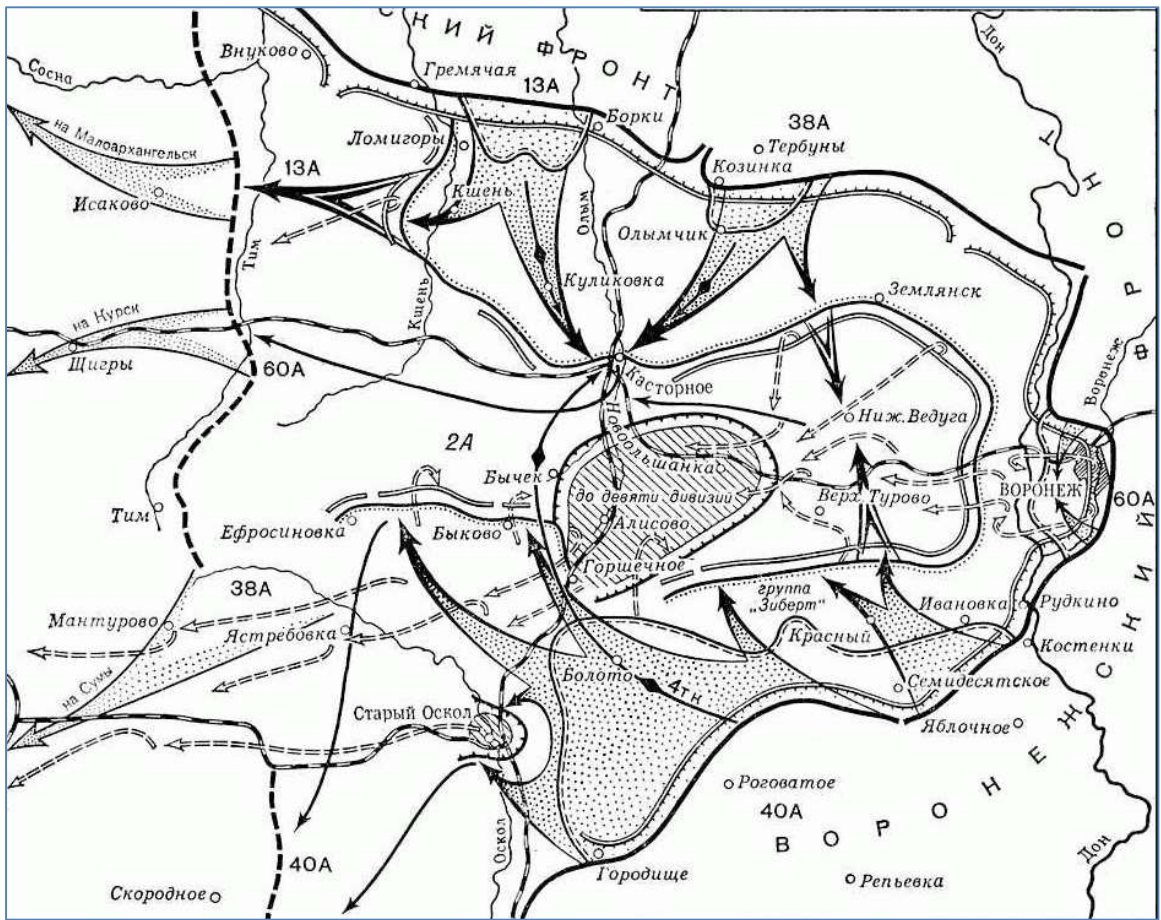 СКИЙ ФРОНТ
Дон
Внуково
Сосна
Гремячая
13А
Борки
38А
Тербуны
на Малоархангельск
Ломигоры
Козинка
13А
Кшень
Исаково
Олым
Олымчик
Тим
Куликовка
Землянск
на Курск
Кшень
Щигры
60А
Касторное
Воронеж
Новоольшанка
Ниж. Ведуга
2А
Бычек
до девяти дивизий
Верх. Турово
ВОРОНЕЖ
60А
Тим
Ефросиновка
Быково
Алисово
Горшечное
группа
„Зиберт"
38А
Ивановка
Рудкино
Мантурово
Ястребовка
Красный
Костенки
на Сумы
Болото
4тк
Семидесятское
Старый Оскол
Яблочное
Роговатое
40А
ВОРОНЕЖСКИЙ ФРОНТ
Оскол
40А
Городище
Дон
Скородное
Репьевка